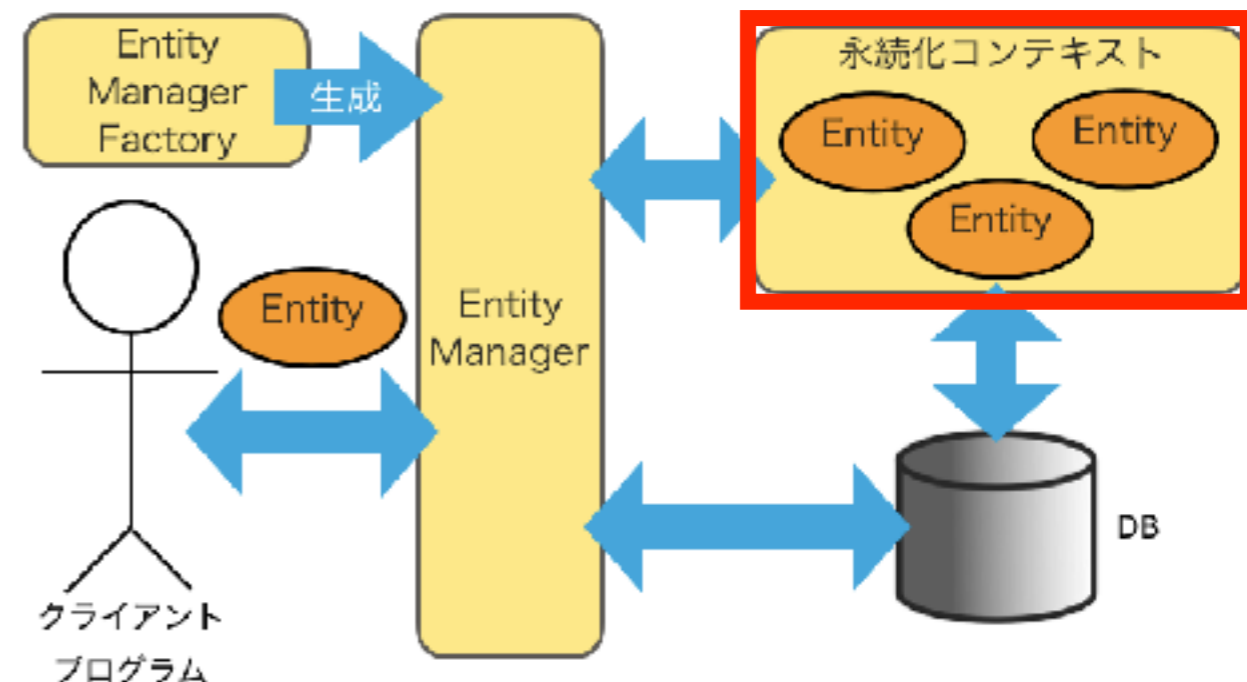 Entity
Manager
Factory
生成
永続化コンテキスト
Entity
Entity
Entity
Entity
Entity
Manager
DB
クライアント
プログラム